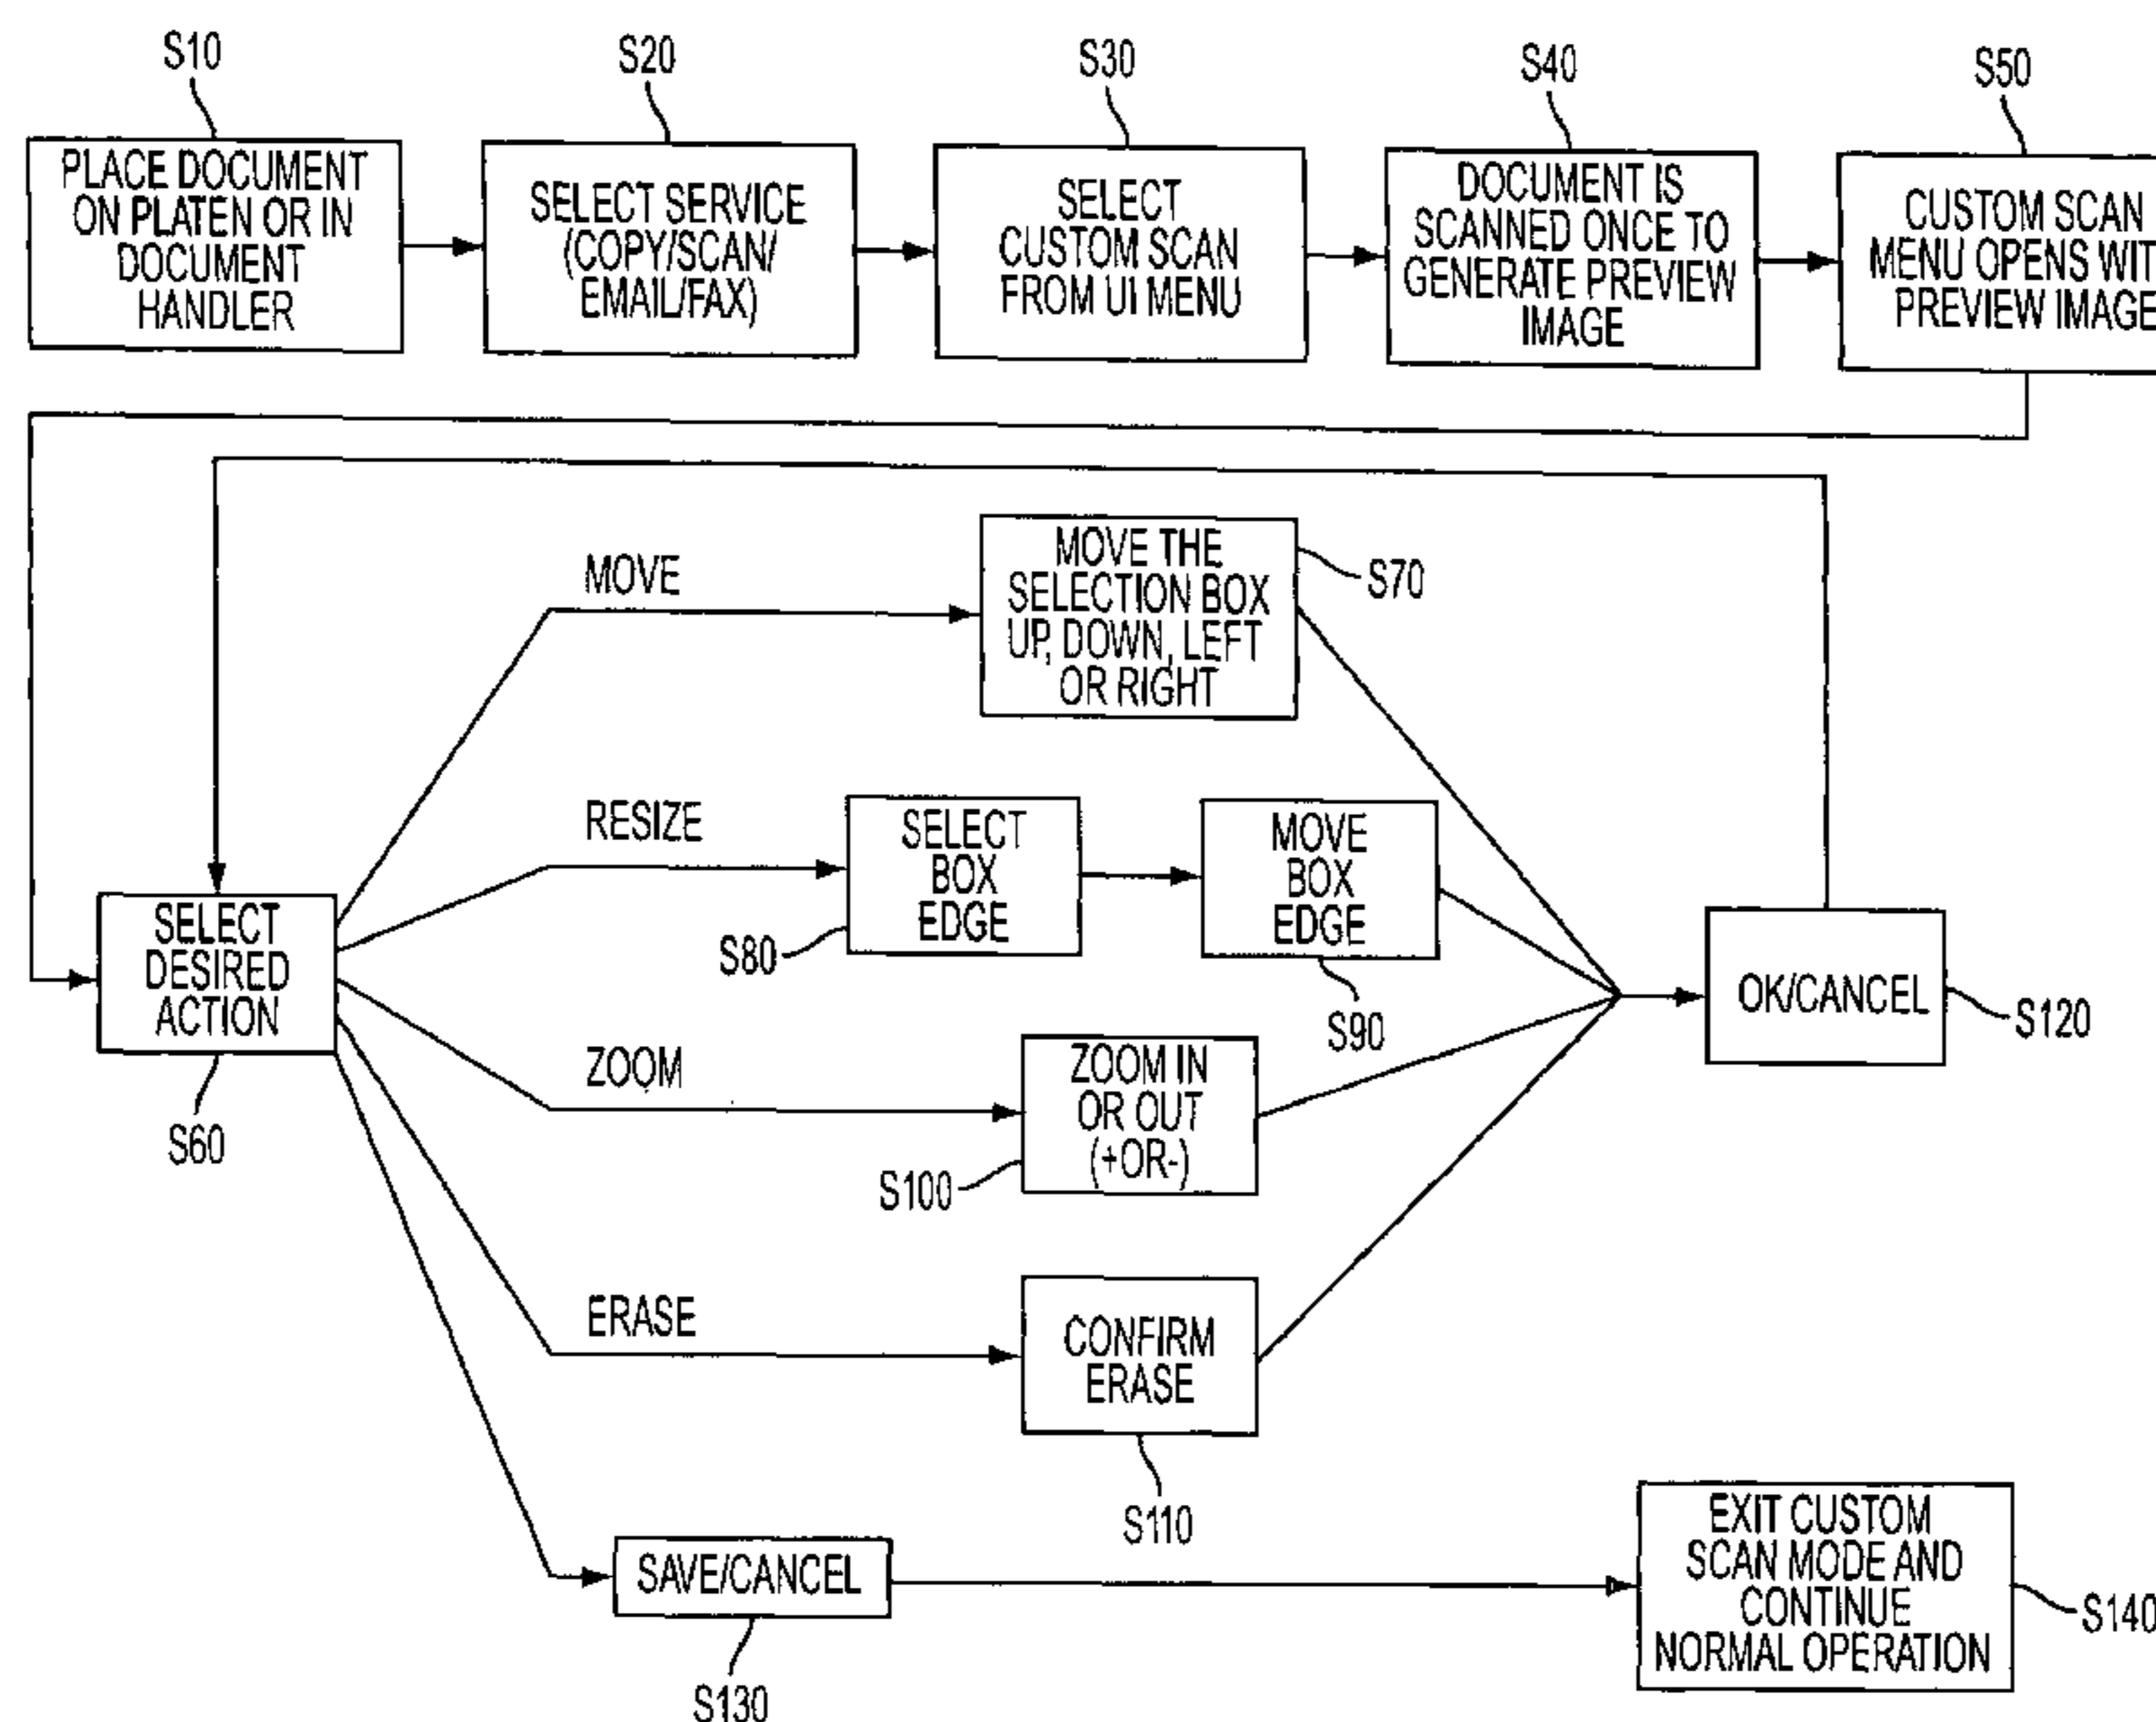 S10
S20
S30
S40
S50
PLACE DOCUMENT
ON PLATEN OR IN
DOCUMENT
HANDLER
SELECT SERVICE
(COPY/SCAN/
EMAIL/FAX)
SELECT
CUSTOM SCAN
FROM UI MENU
DOCUMENT IS
SCANNED ONCE TO
GENERATE PREVIEW
IMAGE
CUSTOM SCAN
MENU OPENS WIT
PREVIEW IMAGE
MOVE
MOVE THE
SELECTION BOX
UP, DOWN, LEFT
OR RIGHT
S70
RESIZE
SELECT
BOX
EDGE
S80
MOVE
BOX
EDGE
S90
SELECT
DESIRED
ACTION
S60
OK/CANCEL
S120
ZOOM
ZOOM IN
OR OUT
(+OR-)
S100
ERASE
CONFIRM
ERASE
S110
SAVE/CANCEL
S130
EXIT CUSTOM
SCAN MODE AND
CONTINUE
NORMAL OPERATION
S140